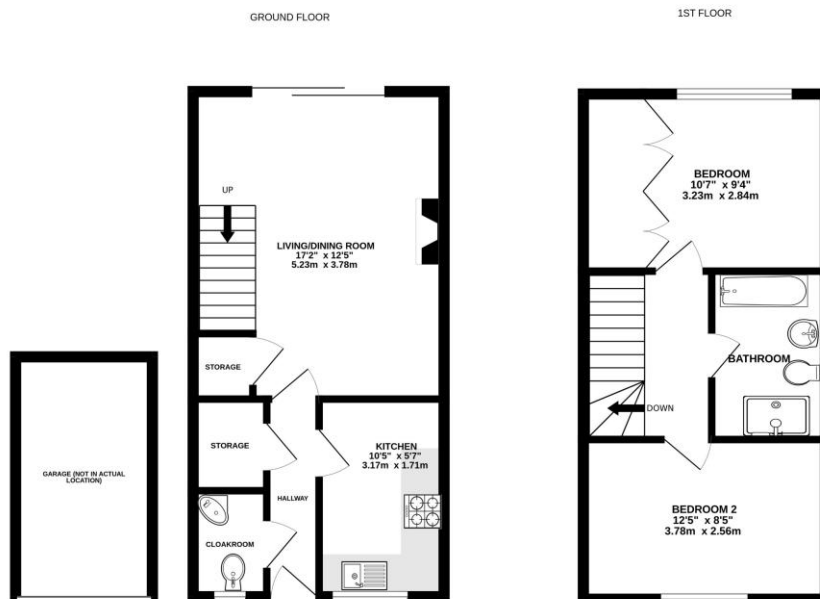 GROUND FLOOR
1ST FLOOR
UP
LIVING/DINING ROOM
17'2" x 12'5"
5.23m x 3.78m
STORAGE
STORAGE
KITCHEN
10'5" x 5'7"
3.17m x 1.71m
HALLWAY
CLOAKROOM
GARAGE (NOT IN ACTUAL
LOCATION)
BEDROOM
10'7" x 9'4"
3.23m x 2.84m
BATHROOM
DOWN
BEDROOM 2
12'5" x 8'5"
3.78m x 2.56m